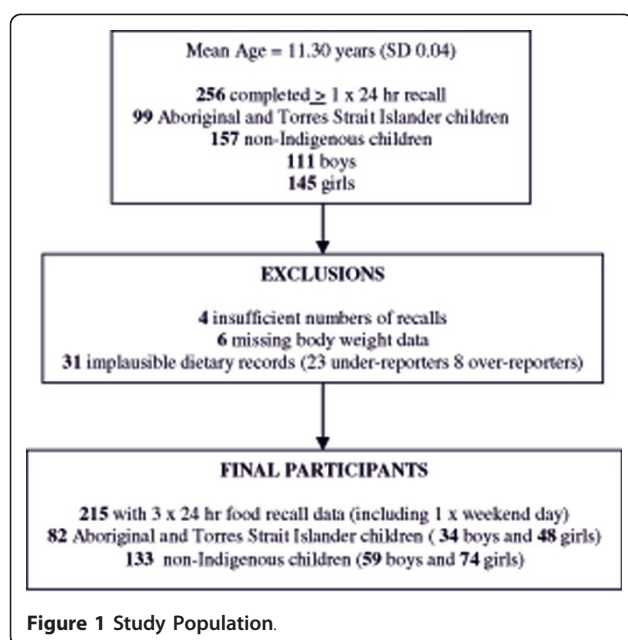 Mean Age = 11.30 years (SD 0.04)
256 completed ≥ 1 x 24 hr recall
99 Aboriginal and Torres Strait Islander children
157 non-Indigenous children
111 boys
145 girls
EXCLUSIONS
4 insufficient numbers of recalls
6 missing body weight data
31 implausible dietary records (23 under-reporters 8 over-reporters)
FINAL PARTICIPANTS
215 with 3 x 24 hr food recall data (including 1 x weekend day)
82 Aboriginal and Torres Strait Islander children ( 34 boys and 48 girls)
133 non-Indigenous children (59 boys and 74 girls)
Figure 1 Study Population.